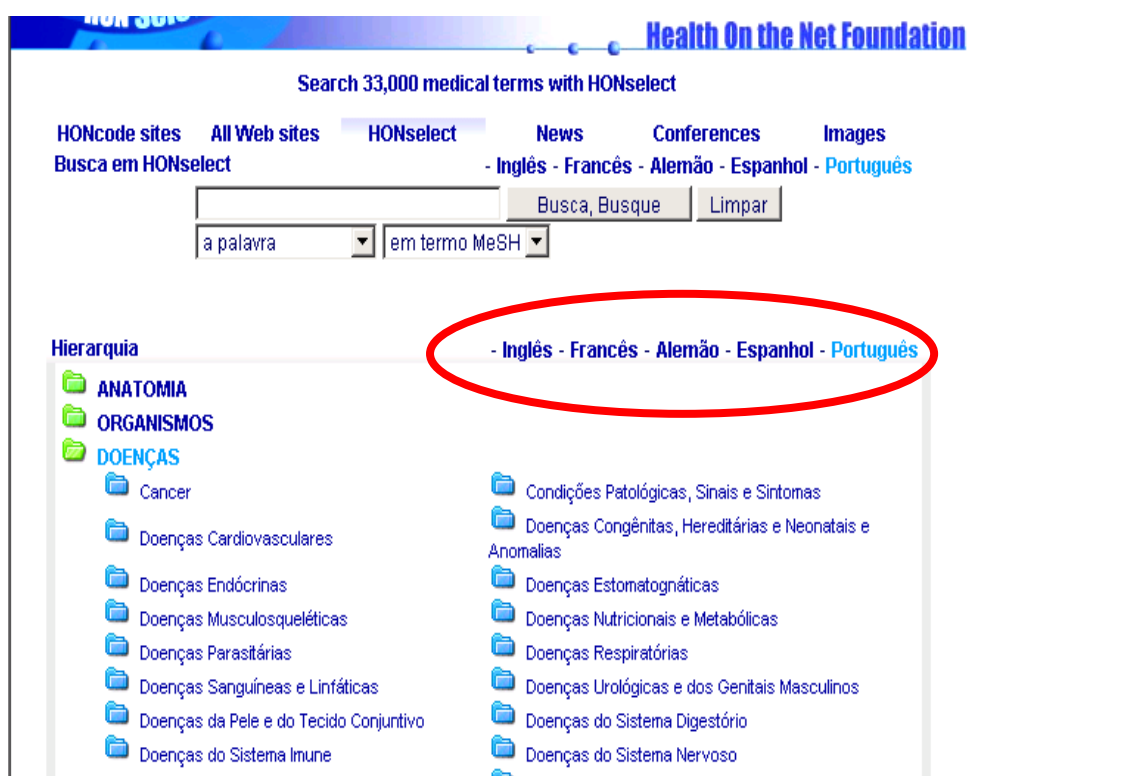 HON Sele
Health On the Net Foundation
Search 33,000 medical terms with HONselect
HONcode sites All Web sites HONselect News Conferences Images
Busca em HONselect - Inglês - Francês - Alemão - Espanhol - Português
Busca, Busque Limpar
a palavra em termo MeSH
Hierarquia - Inglês - Francês - Alemão - Espanhol - Português
ANATOMIA
ORGANISMOS
DOENÇAS
Cancer Condições Patológicas, Sinais e Sintomas
Doenças Cardiovasculares Doenças Congênitas, Hereditárias e Neonatais e
Anomalias
Doenças Endócrinas Doenças Estomatognáticas
Doenças Musculosqueléticas Doenças Nutricionais e Metabólicas
Doenças Parasitárias Doenças Respiratórias
Doenças Sanguíneas e Linfáticas Doenças Urológicas e dos Genitais Masculinos
Doenças da Pele e do Tecido Conjuntivo Doenças do Sistema Digestório
Doenças do Sistema Imune Doenças do Sistema Nervoso